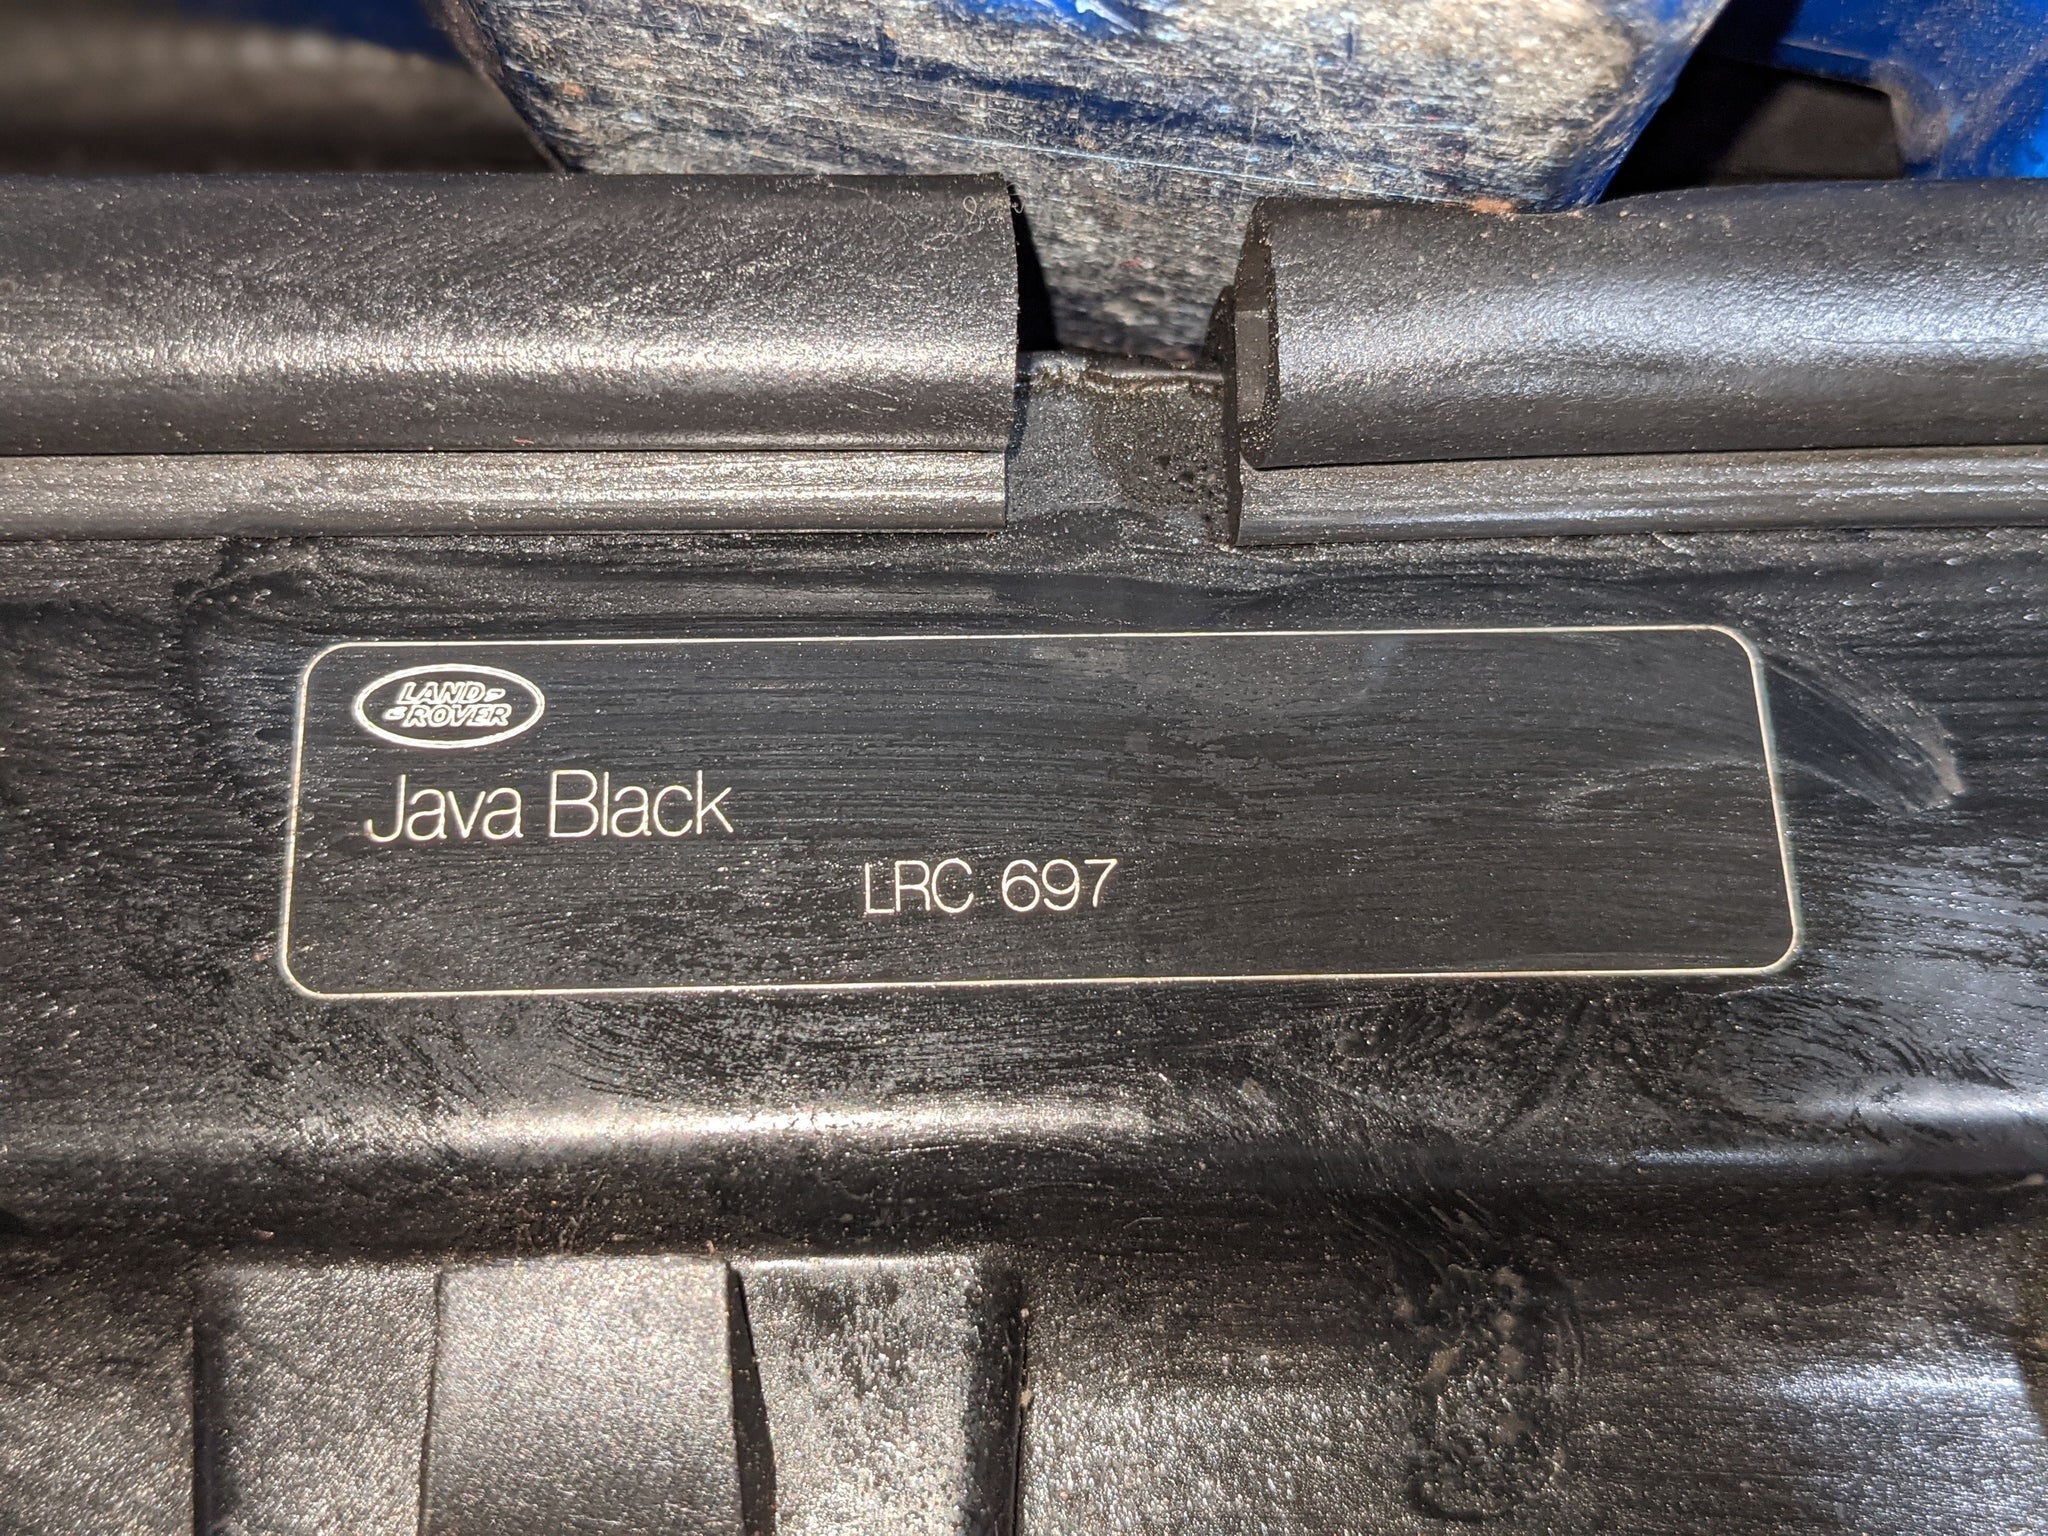 LAND-
ROVER
Java Black
LRC 697